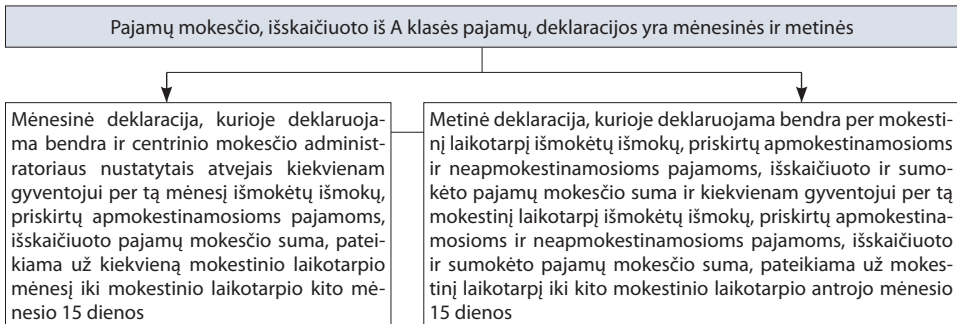 Pajamų mokesčio, išskaičiuoto iš A klasės pajamų, deklaracijos yra mėnesinės ir metinės
Mėnesinė deklaracija, kurioje deklaruoja-
ma bendra ir centrinio mokesčio administ-
ratoriaus nustatytais atvejais kiekvienam
gyventojui per tą mėnesį išmokėtų išmokų,
priskirtų apmokestinamosioms pajamoms,
išskaičiuoto pajamų mokesčio suma, patei-
kiama už kiekvieną mokestinio laikotarpio
mėnesį iki mokestinio laikotarpio kito mė-
nesio 15 dienos
Metinė deklaracija, kurioje deklaruojama bendra per mokesti-
nį laikotarpį išmokėtų išmokų, priskirtų apmokestinamosioms
ir neapmokestinamosioms pajamoms, išskaičiuoto ir sumo-
kėto pajamų mokesčio suma ir kiekvienam gyventojui per tą
mokestinį laikotarpį išmokėtų išmokų, priskirtų apmokestina-
mosioms ir neapmokestinamosioms pajamoms, išskaičiuoto
ir sumokėto pajamų mokesčio suma, pateikiama už mokes-
tinį laikotarpį iki kito mokestinio laikotarpio antrojo mėnesio
15 dienos